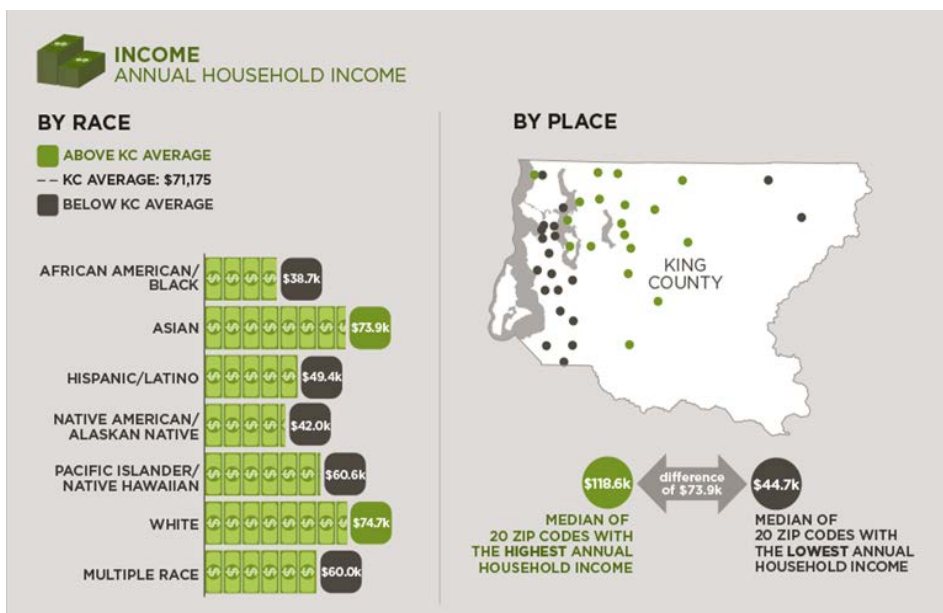 INCOME
ANNUAL HOUSEHOLD INCOME
BY RACE
ABOVE KC AVERAGE
KC AVERAGE: $71,175
BELOW KC AVERAGE
AFRICAN AMERICAN/
BLACK
$38.7k
ASIAN
$73.9k
HISPANIC/LATINO
$49.4k
NATIVE AMERICAN/
ALASKAN NATIVE
$42.0k
PACIFIC ISLANDER/
NATIVE HAWAIIAN
$60.6k
WHITE
$74.7k
MULTIPLE RACE
$60.0k
BY PLACE
KING
COUNTY
$118.6k
difference
of $73.9k
$44.7k
MEDIAN OF
20 ZIP CODES WITH
THE HIGHEST ANNUAL
HOUSEHOLD INCOME
MEDIAN OF
20 ZIP CODES WITH
THE LOWEST ANNUAL
HOUSEHOLD INCOME